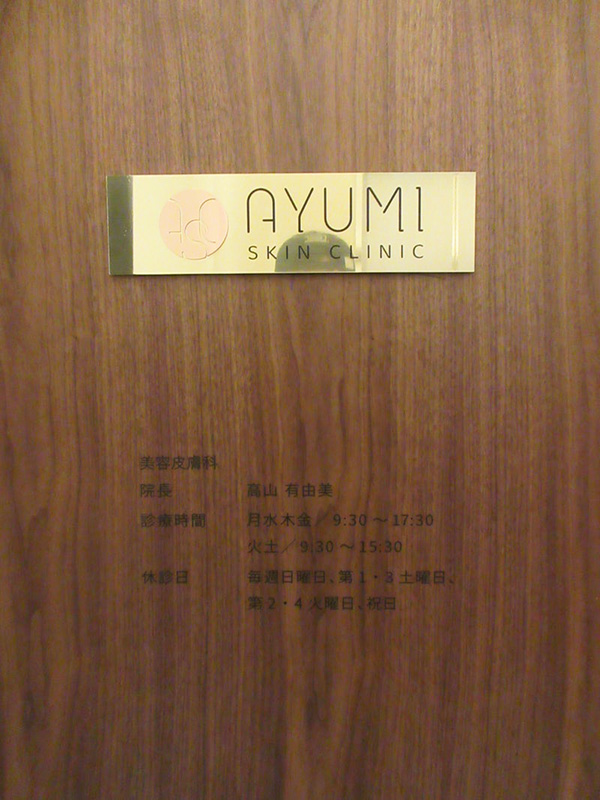 AYUMI
SKIN CLINIC
美容皮膚科
院長 高山 有由美
診療時間 月水木金／9:30 〜 17:30
火土／9:30 〜 15:30
休診日 毎週日曜日、第1・3土曜日、
第2・4火曜日、祝日